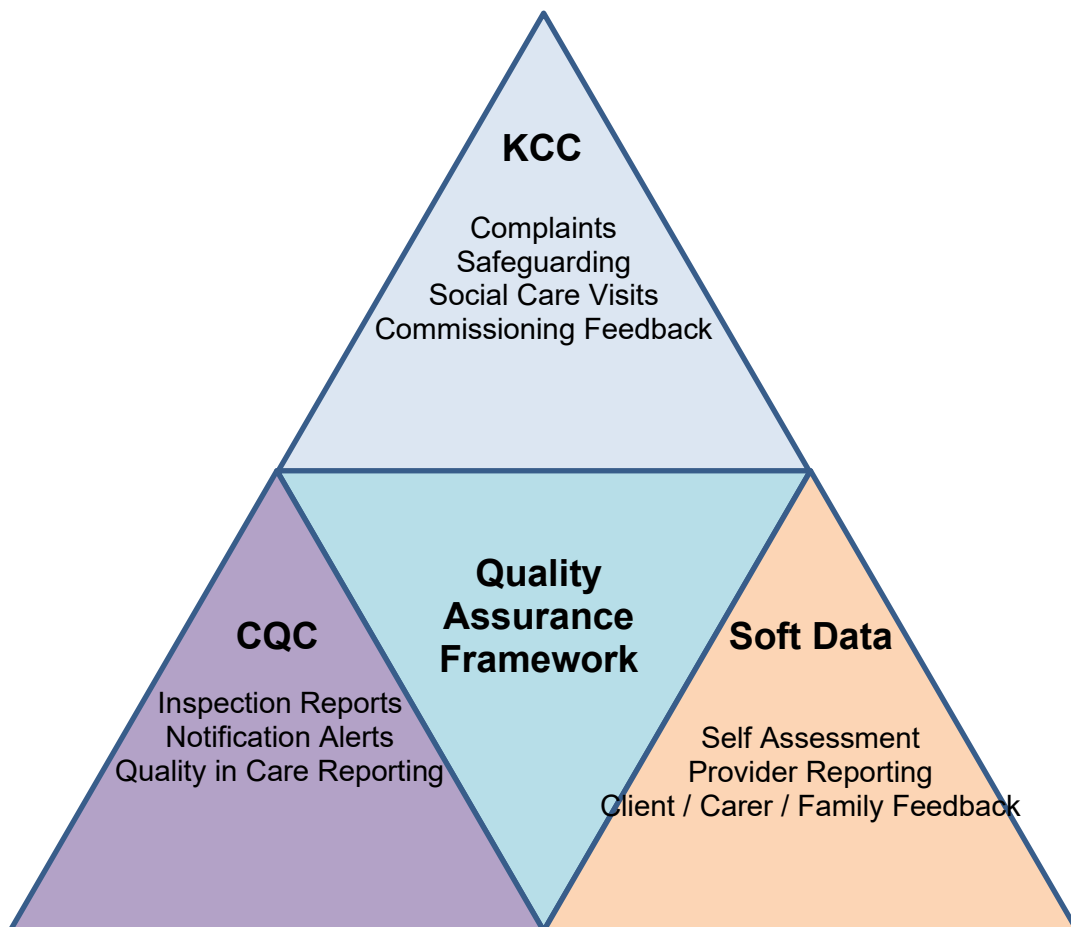 KCC
Complaints
Safeguarding
Social Care Visits
Commissioning Feedback
Quality
Assurance
Framework
CQC
Inspection Reports
Notification Alerts
Quality in Care Reporting
Soft Data
Self Assessment
Provider Reporting
Client / Carer / Family Feedback